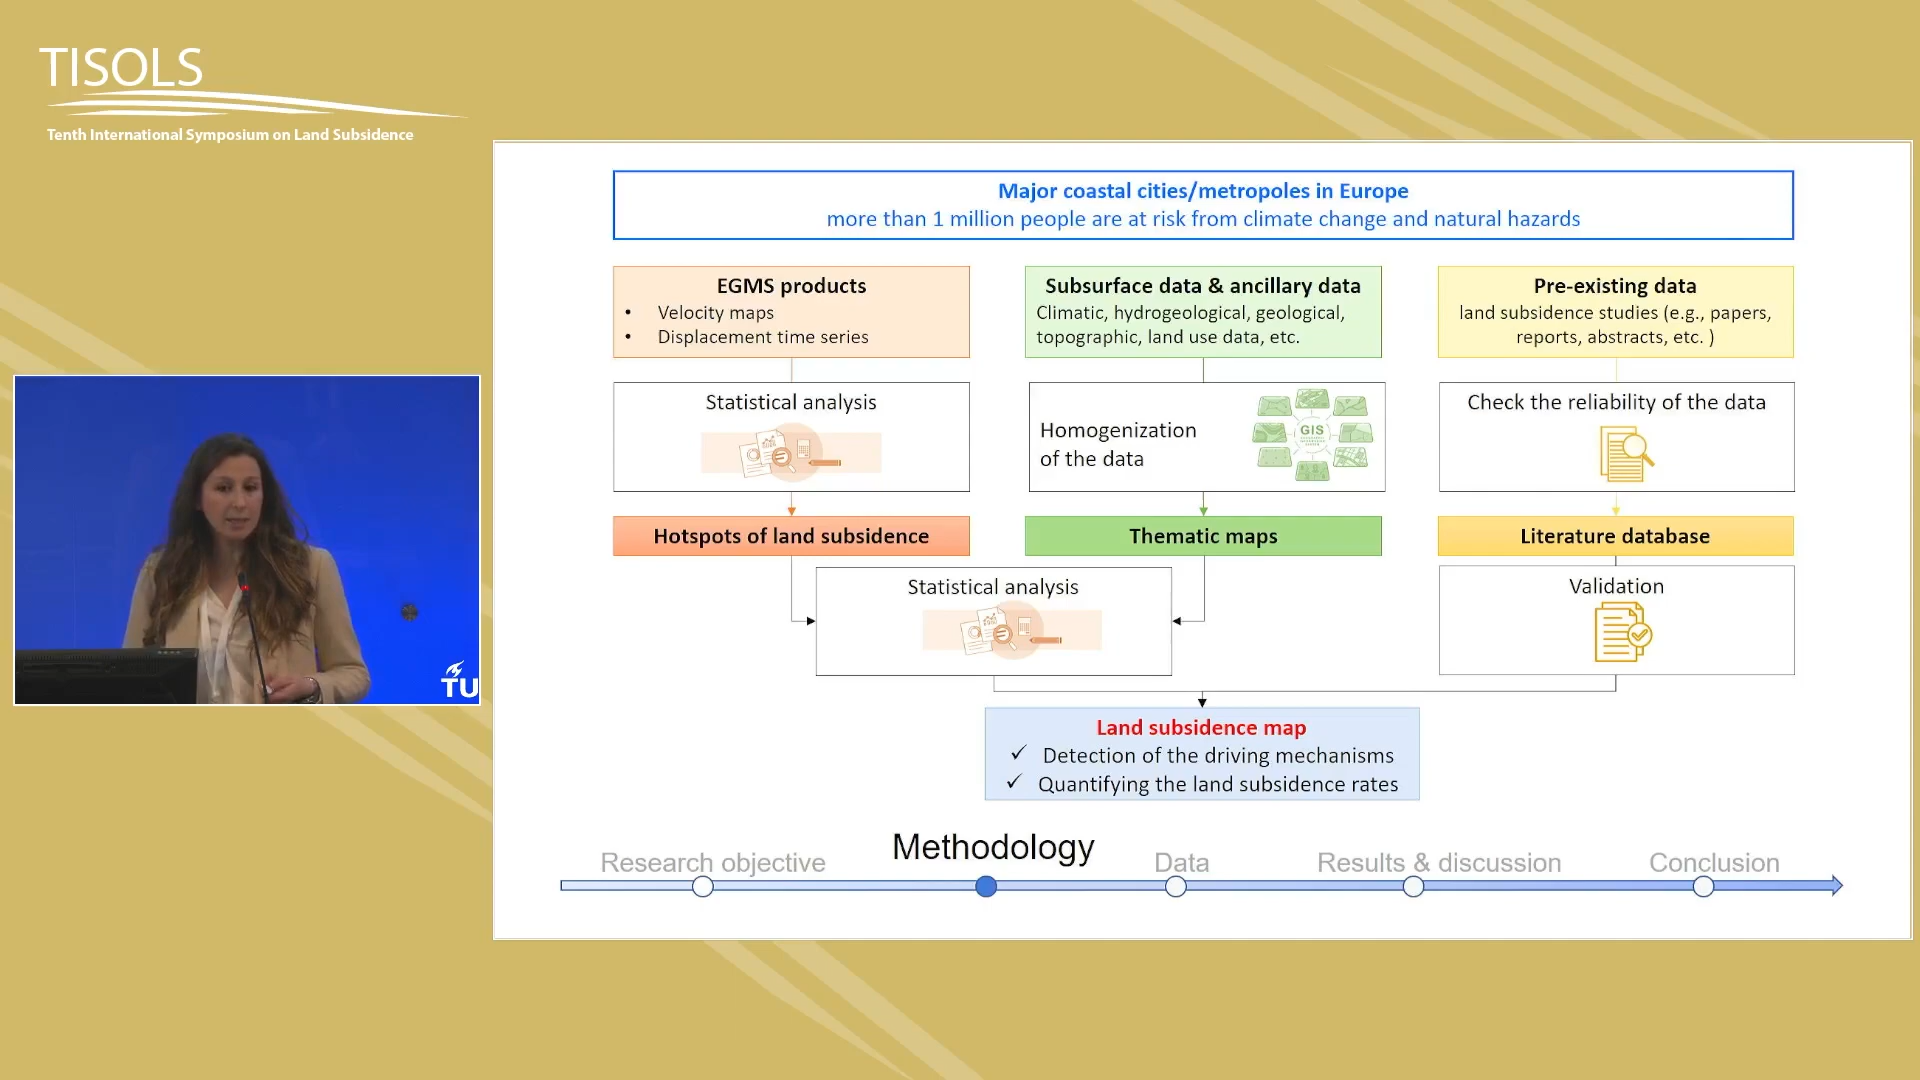 TISOLS
Tenth International Symposium on Land Subsidence
Major coastal cities/metropoles in Europe
more than 1 million people are at risk from climate change and natural hazards
EGMS products
• Velocity maps
• Displacement time series
Subsurface data & ancillary data
Climatic, hydrogeological, geological,
topographic, land use data, etc.
Pre-existing data
land subsidence studies (e.g., papers,
reports, abstracts, etc. )
Statistical analysis
Homogenization
of the data
GIS
Check the reliability of the data
Hotspots of land subsidence
Thematic maps
Literature database
Statistical analysis
Validation
TU
Land subsidence map
✓ Detection of the driving mechanisms
✓ Quantifying the land subsidence rates
Research objective
Methodology
Data
Results & discussion
Conclusion